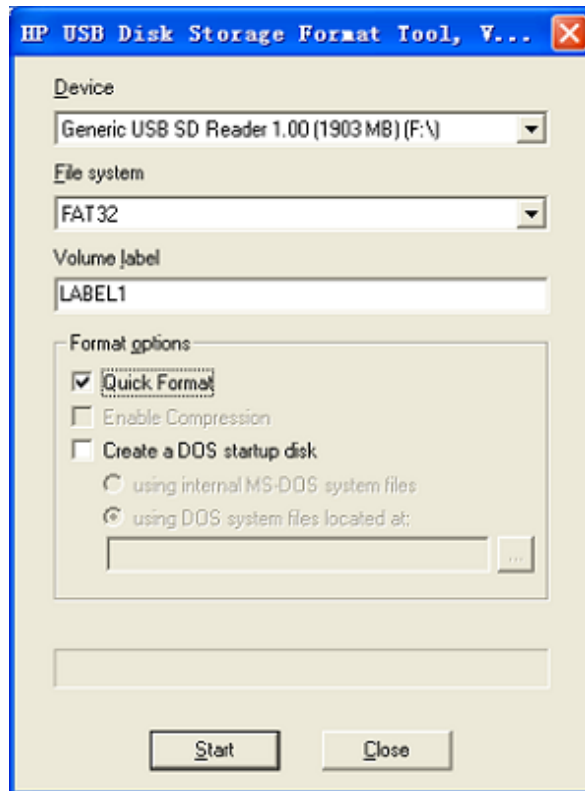 HP USB Disk Storage Format Tool, V...
Device
Generic USB SD Reader 1.00 (1903 MB) (F:\)
File system
FAT32
Volume label
LABEL1
Format options
Quick Format
Enable Compression
Create a DOS startup disk
using internal MS-DOS system files
using DOS system files located at:
...
Start Close